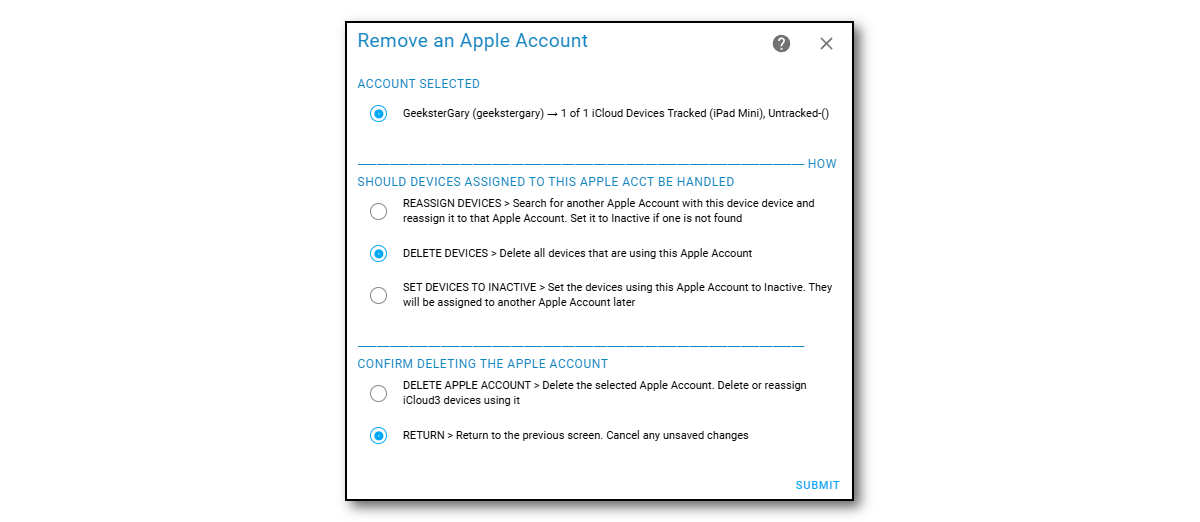 Remove an Apple Account
ACCOUNT SELECTED
GeeksterGary (geekstergary) → 1 of 1 iCloud Devices Tracked (iPad Mini), Untracked-()
HOW
SHOULD DEVICES ASSIGNED TO THIS APPLE ACCT BE HANDLED
REASSIGN DEVICES > Search for another Apple Account with this device device and
reassign it to that Apple Account. Set it to Inactive if one is not found
DELETE DEVICES > Delete all devices that are using this Apple Account
SET DEVICES TO INACTIVE > Set the devices using this Apple Account to Inactive. They
will be assigned to another Apple Account later
CONFIRM DELETING THE APPLE ACCOUNT
DELETE APPLE ACCOUNT > Delete the selected Apple Account. Delete or reassign
iCloud3 devices using it
RETURN > Return to the previous screen. Cancel any unsaved changes
SUBMIT